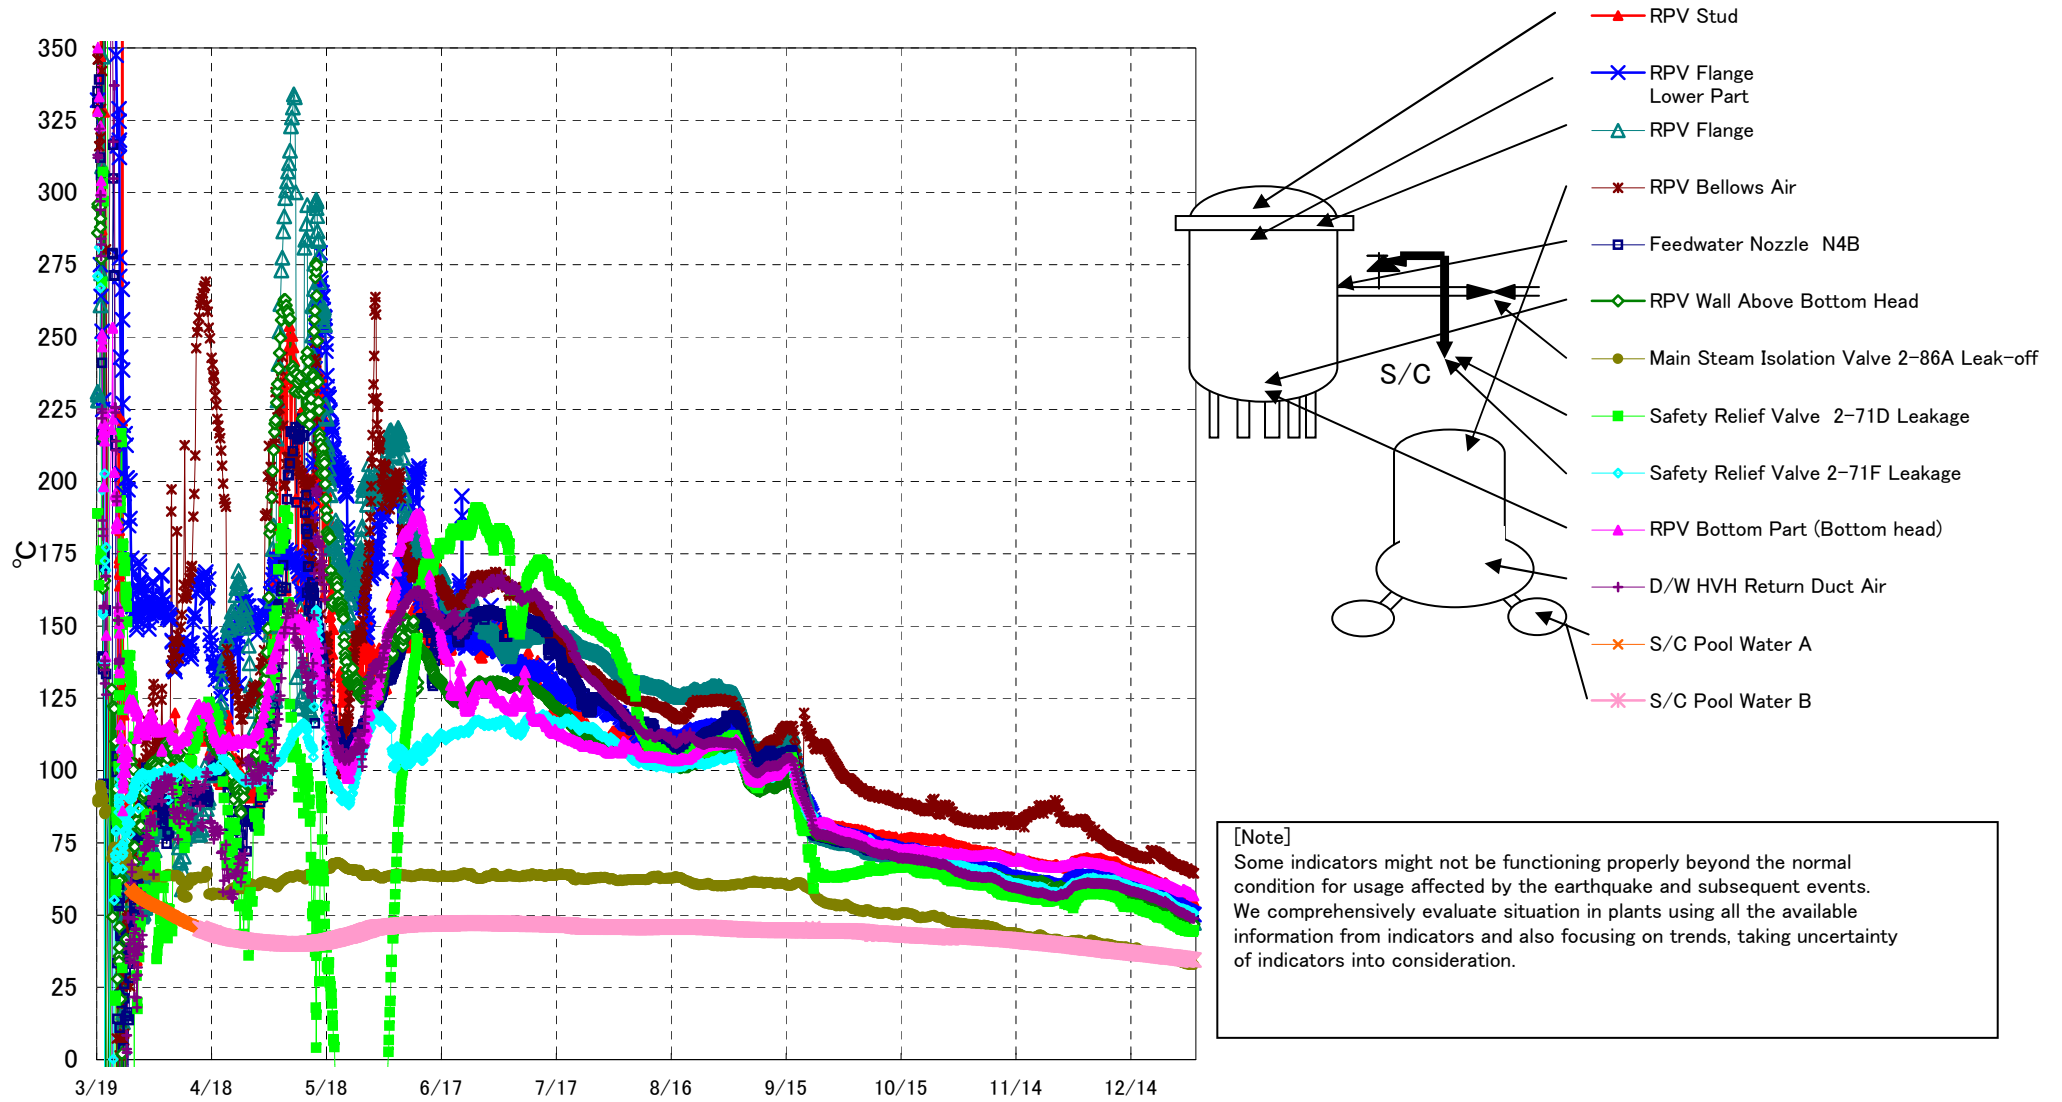 350
325
300
275
250
225
200
175
150
125
100
75
50
25
0
℃
3/19
4/18
5/18
6/17
7/17
8/16
9/15
10/15
11/14
12/14
RPV Stud
RPV Flange
Lower Part
RPV Flange
RPV Bellows Air
Feedwater Nozzle N4B
RPV Wall Above Bottom Head
Main Steam Isolation Valve 2-86A Leak-off
Safety Relief Valve 2-71D Leakage
Safety Relief Valve 2-71F Leakage
RPV Bottom Part (Bottom head)
D/W HVH Return Duct Air
S/C Pool Water A
S/C Pool Water B
S/C
[Note]
Some indicators might not be functioning properly beyond the normal
condition for usage affected by the earthquake and subsequent events.
We comprehensively evaluate situation in plants using all the available
information from indicators and also focusing on trends, taking uncertainty
of indicators into consideration.